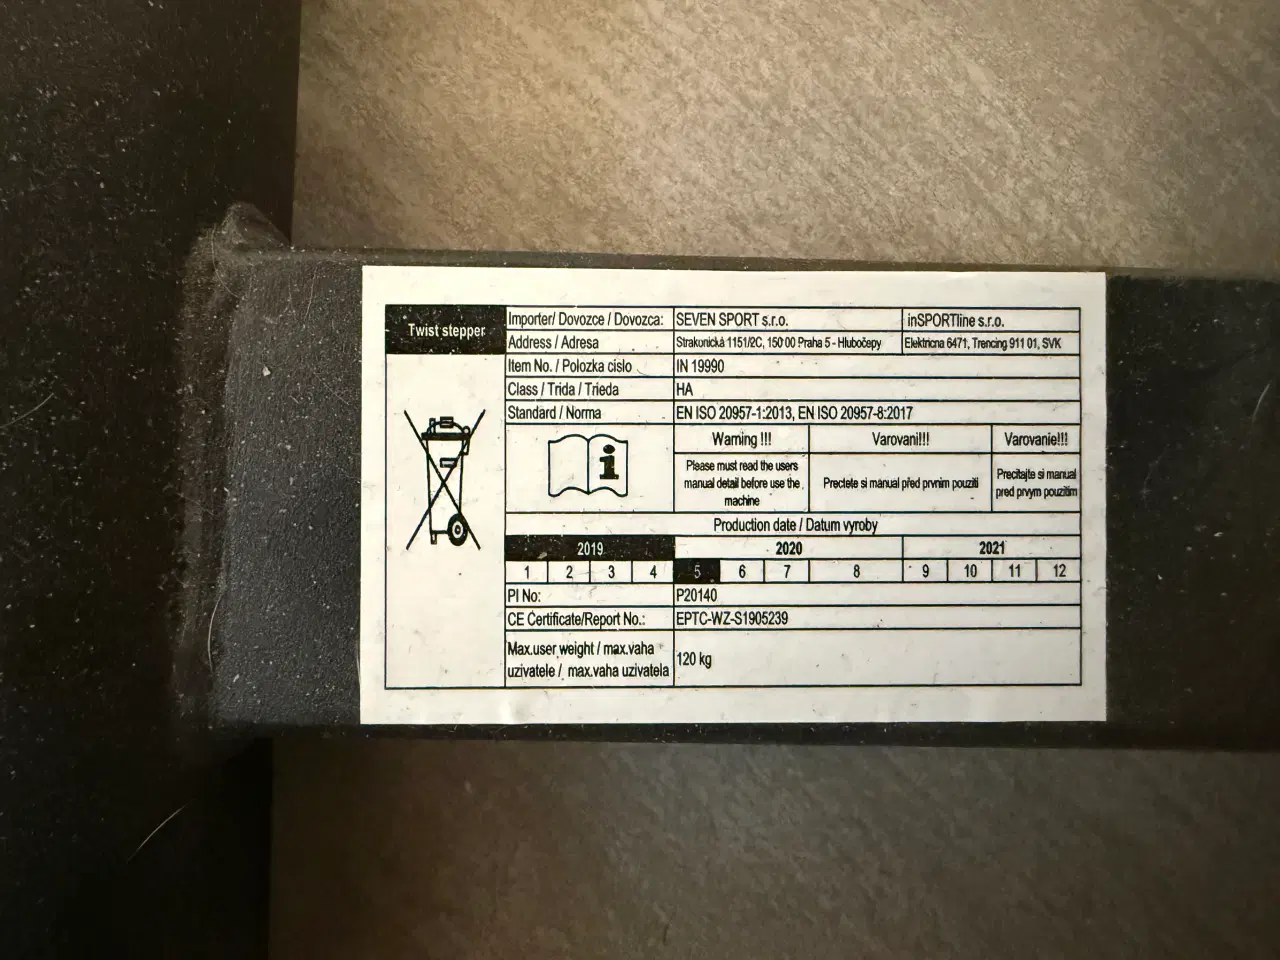 Twist stepper
Importer/ Dovozce / Dovozca: SEVEN SPORT s.r.o. inSPORTline s.r.o.
Address / Adresa Strakonická 1151/2C, 150 00 Praha 5 - Hlubočepy Elektricna 6471, Trencing 911 01, SVK
Item No. / Polozka cislo IN 19990
Class / Trida / Trieda HA
Standard / Norma EN ISO 20957-1:2013, EN ISO 20957-8:2017
i
Warning !!! Varovani!!! Varovanie!!!
Please must read the users
manual detail before use the
machine
Prectete si manual před prvnim pouziti
Precitajte si manual
pred prvym pouzitim
Production date / Datum vyroby
2019 2020 2021
1 2 3 4 5 6 7 8 9 10 11 12
PI No: P20140
CE Certificate/Report No.: EPTC-WZ-S1905239
Max.user weight / max.vaha
uzivatele / max.vaha uzivatela
120 kg